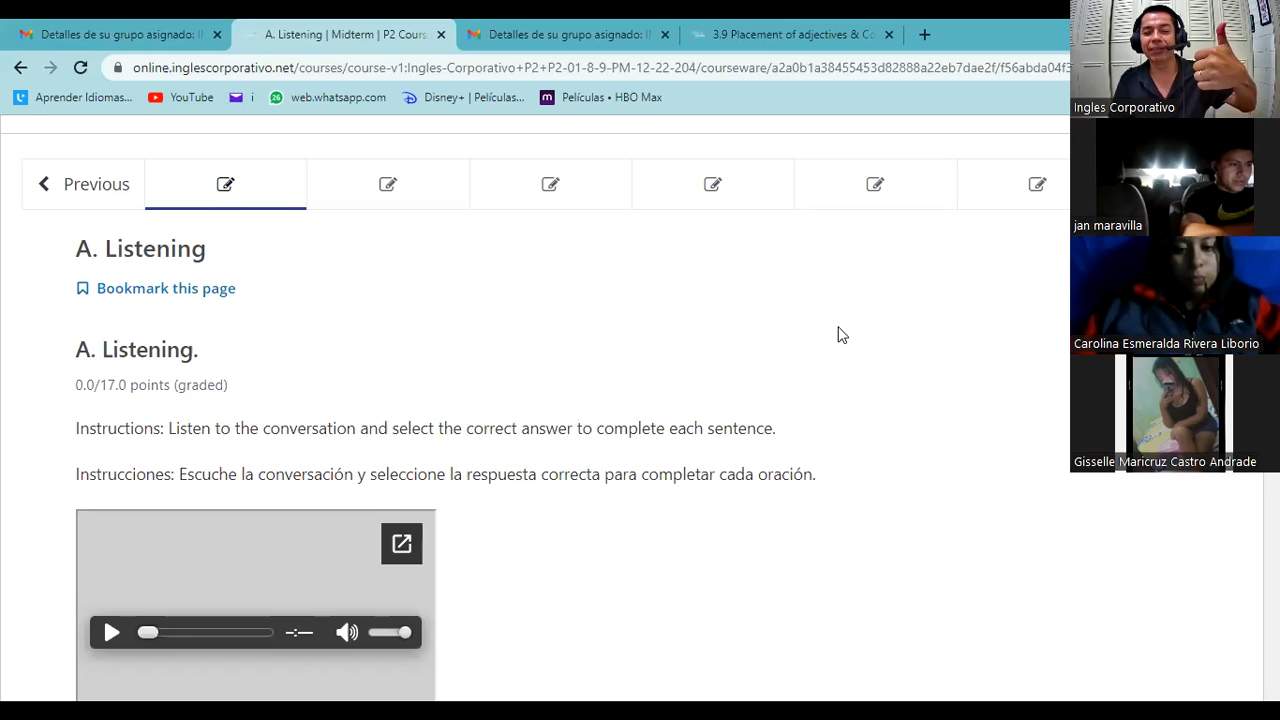 Detalles de su grupo asignado: I
A. Listening | Midterm | P2 Co
Detalles de su grupo asignado: I
3.9 Placement of adjectives - C
online.inglescorporativo.net/courses/course-v1:Ingles-Corporativo+P2+P2-01-8-9-PM-12-22-204/courseware/a2a0b1a38455453d82888a22eb7dae2f/f56abda04f3
Aprender Idiomas...
YouTube
i
26
web.whatsapp.com
Disney+ | Películas...
Películas • HBO Max
Previous
A. Listening
Bookmark this page
A. Listening.
0.0/17.0 points (graded)
Instructions: Listen to the conversation and select the correct answer to complete each sentence.
Instrucciones: Escuche la conversación y seleccione la respuesta correcta para completar cada oración.
-:--
Ingles Corporativo
jan maravilla
Carolina Esmeralda Rivera Liborio
Gisselle Maricruz Castro Andrade